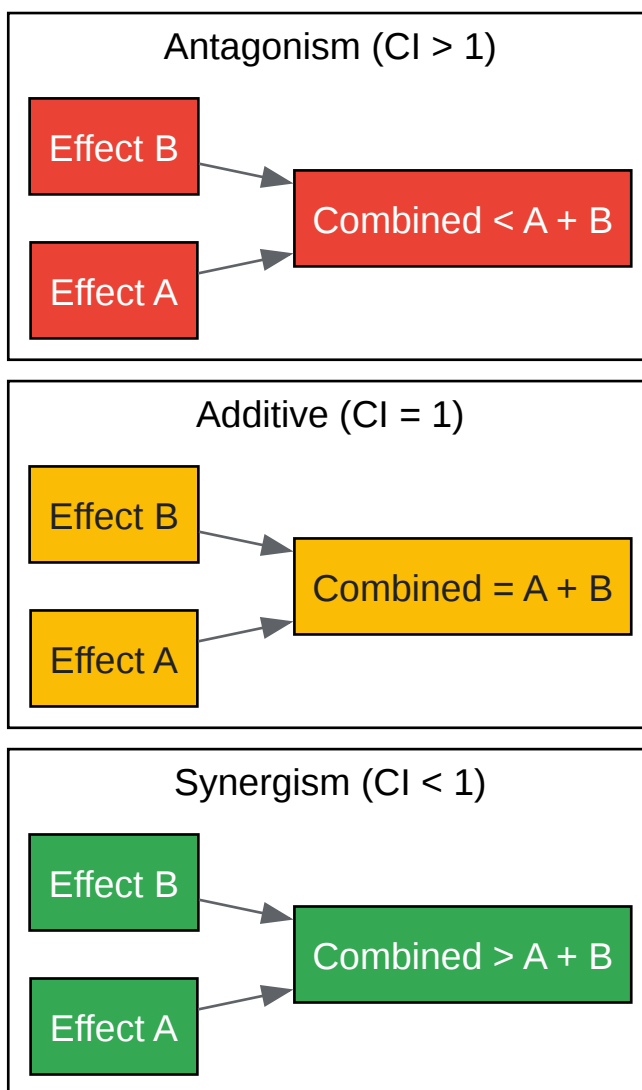 Antagonism (CI > 1)
Effect B
Combined < A + B
Effect A
Additive (CI = 1)
Effect B
Combined = A + B
Effect A
Synergism (CI < 1)
Effect B
Combined > A + B
Effect A